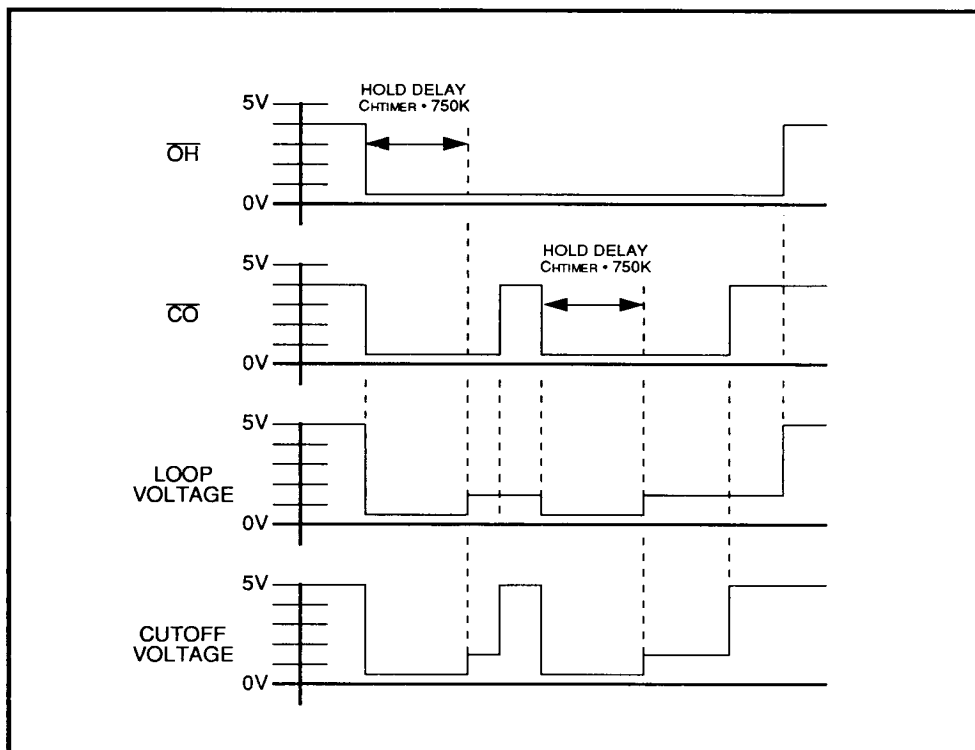 HOLD DELAY
CHTIMER • 750K
5V
OH
0V
HOLD DELAY
CHTIMER • 750K
5V
CO
0V
5V
LOOP
VOLTAGE
0V
5V
CUTOFF
VOLTAGE
0V